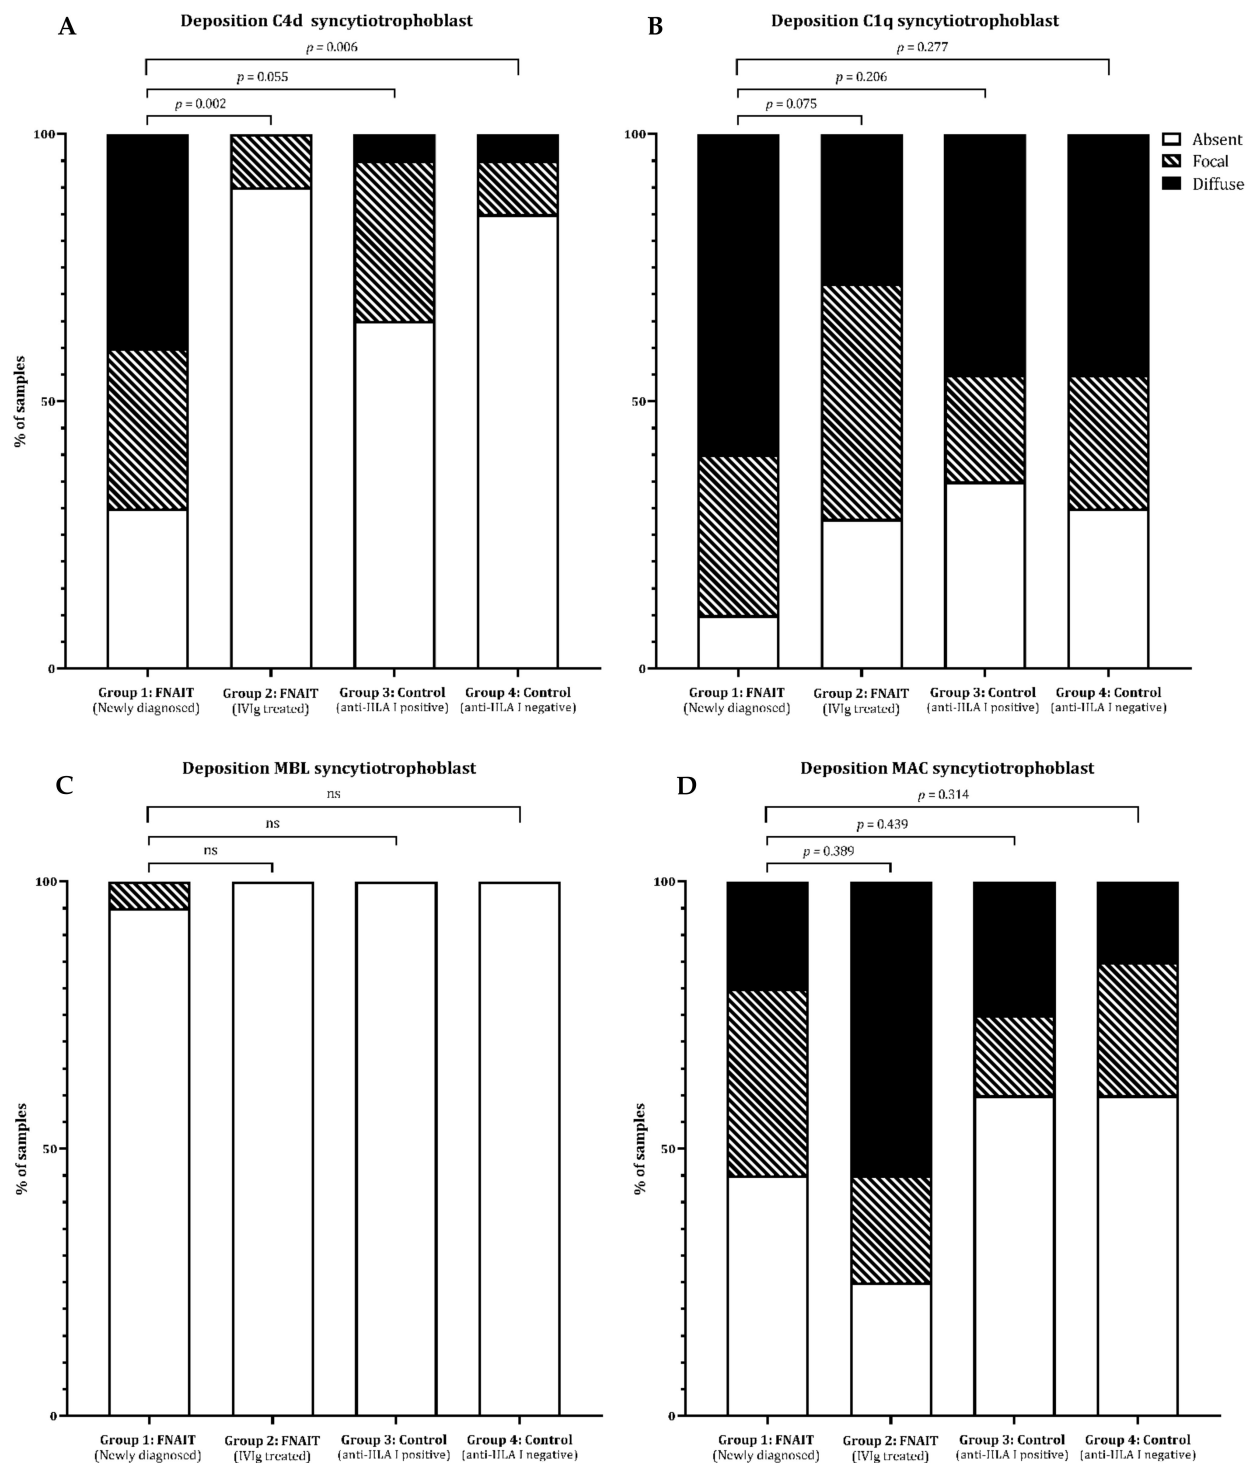 A
Deposition C4d syncytiotrophoblast
p = 0.006
p = 0.055
p = 0.002
100
50
0
% of samples
Group 1: FNAIT
(Newly diagnosed)
Group 2: FNAIT
(IVIg treated)
Group 3: Control
(anti-HLA I positive)
Group 4: Control
(anti-HLA I negative)
B
Deposition C1q syncytiotrophoblast
p = 0.277
p = 0.206
p = 0.075
100
50
0
Absent
Focal
Diffuse
Group 1: FNAIT
(Newly diagnosed)
Group 2: FNAIT
(IVIg treated)
Group 3: Control
(anti-HLA I positive)
Group 4: Control
(anti-HLA I negative)
C
Deposition MBL syncytiotrophoblast
ns
ns
ns
100
50
0
% of samples
Group 1: FNAIT
(Newly diagnosed)
Group 2: FNAIT
(IVIg treated)
Group 3: Control
(anti-HLA I positive)
Group 4: Control
(anti-HLA I negative)
D
Deposition MAC syncytiotrophoblast
p = 0.314
p = 0.439
p = 0.389
100
50
0
% of samples
Group 1: FNAIT
(Newly diagnosed)
Group 2: FNAIT
(IVIg treated)
Group 3: Control
(anti-HLA I positive)
Group 4: Control
(anti-HLA I negative)